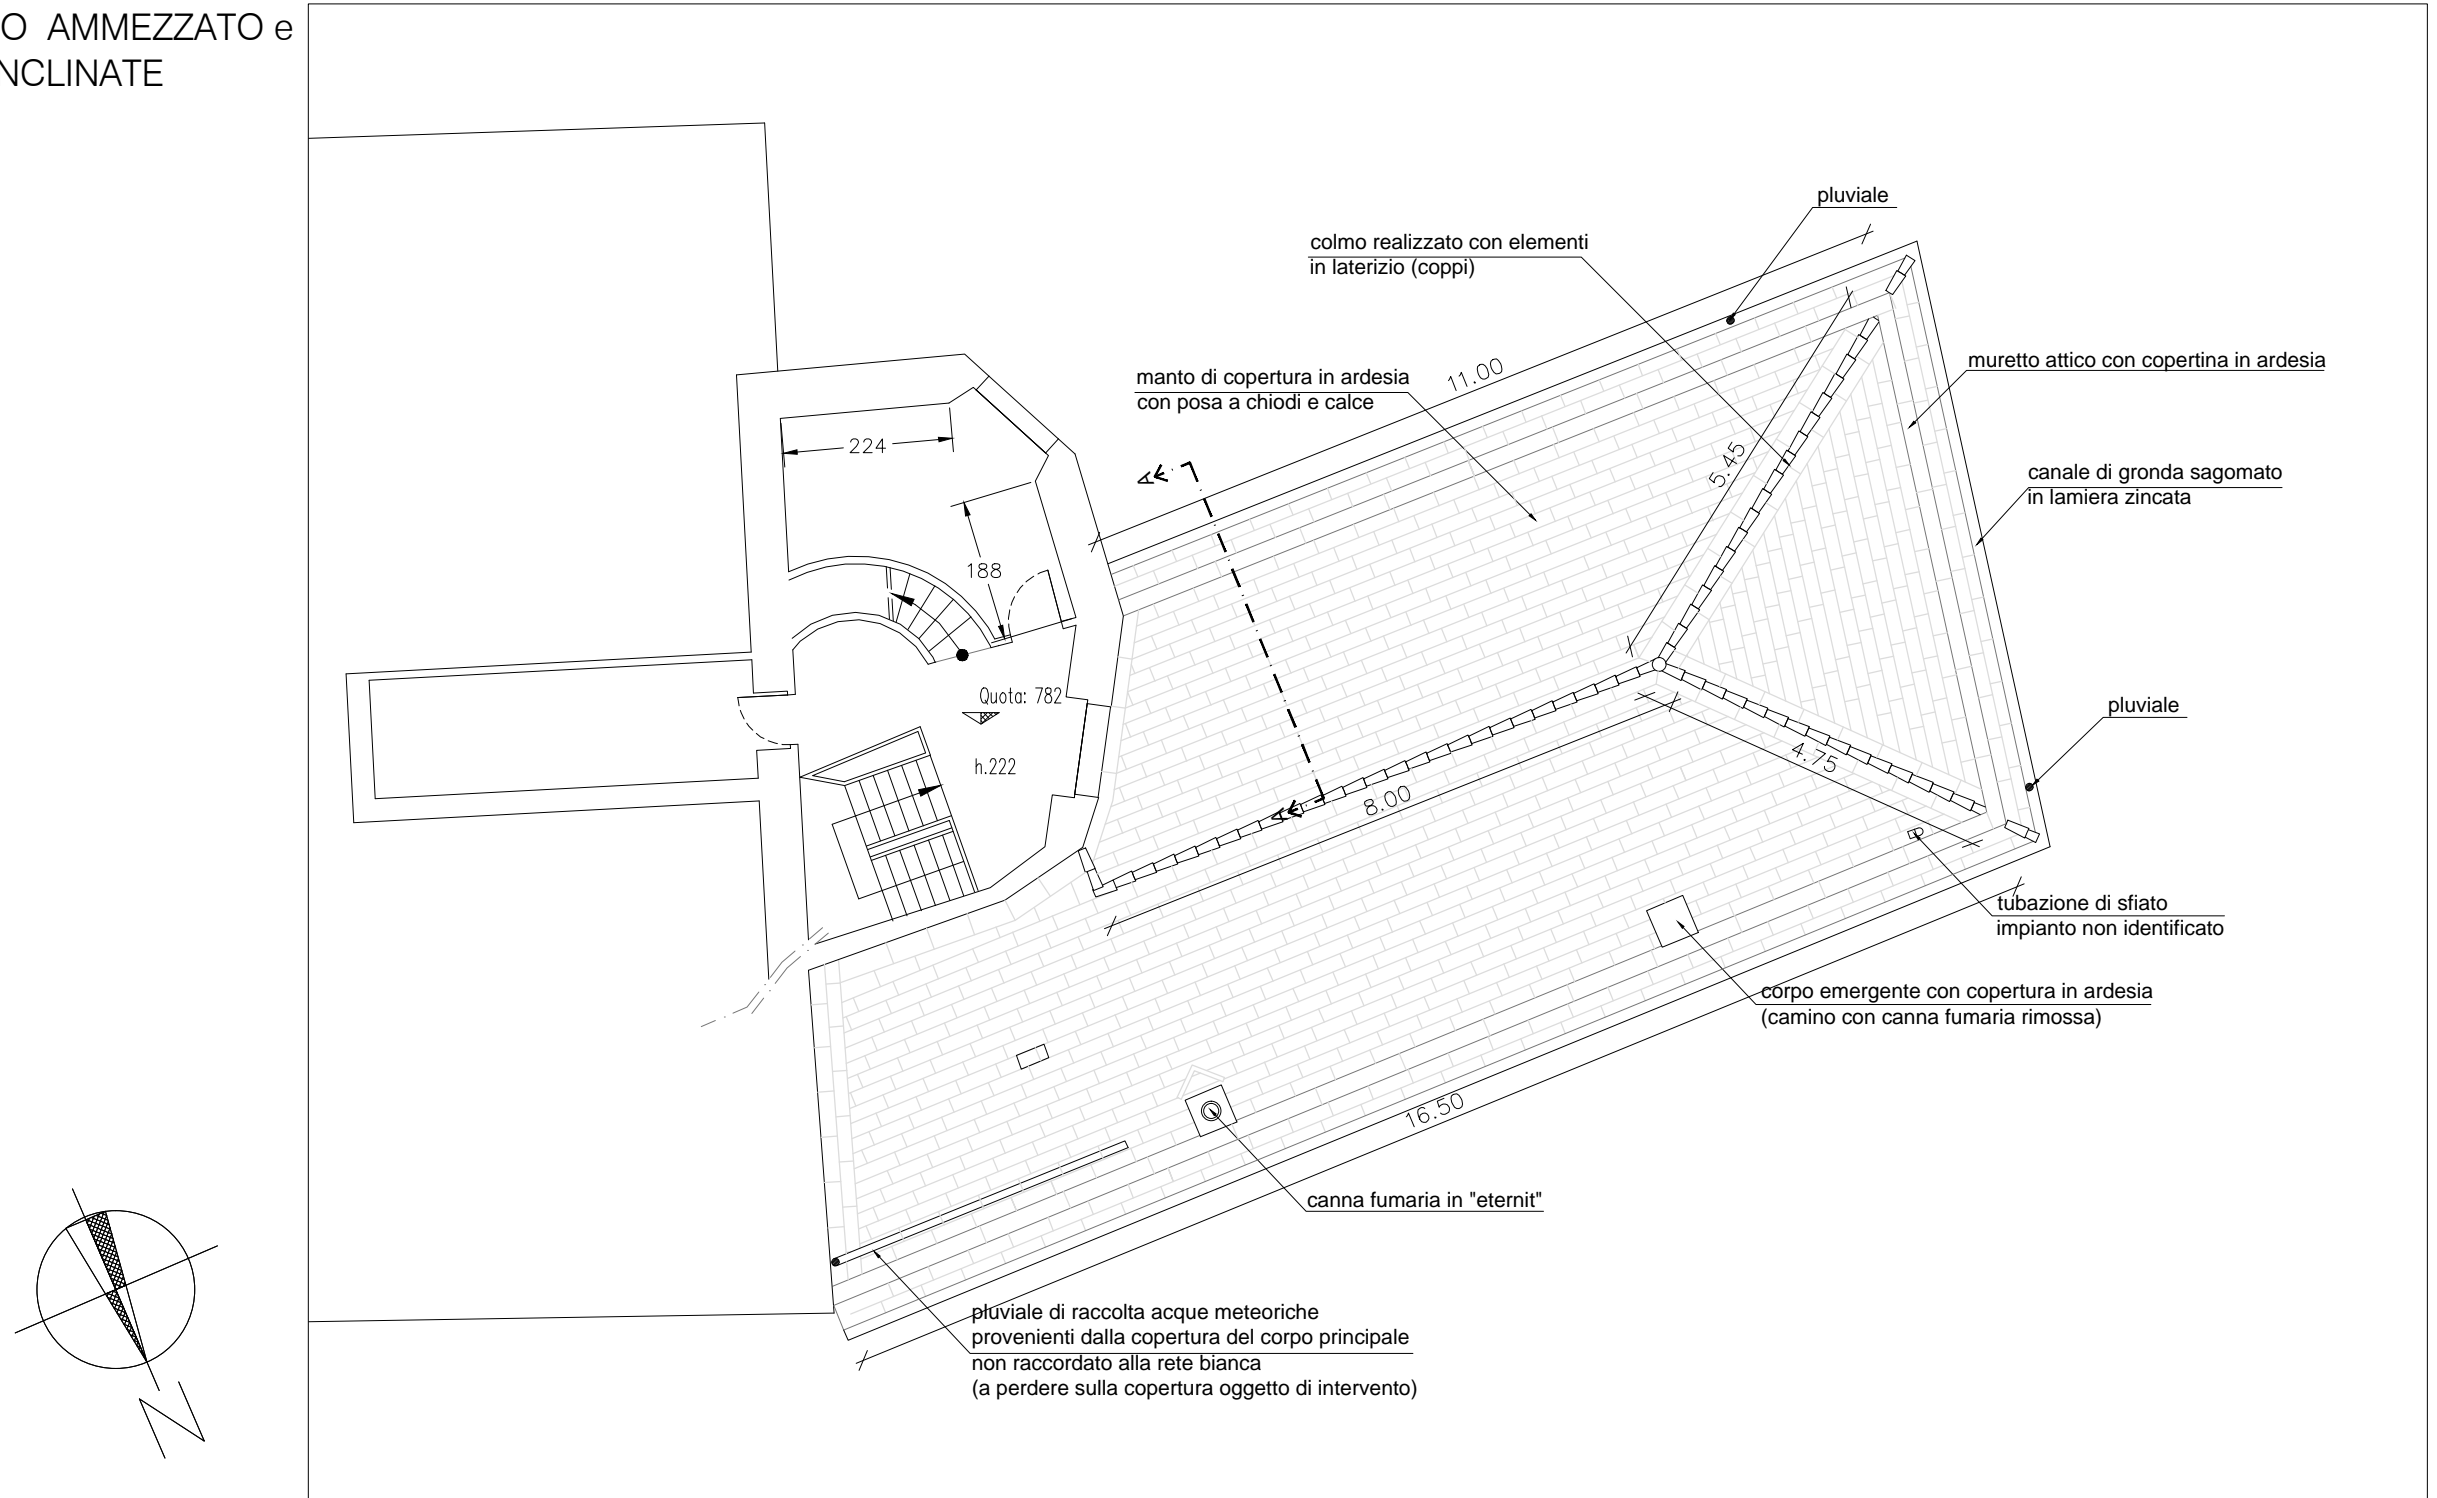 O AMMEZZATO e
NCLINATE
pluviale
colmo realizzato con elementi
in laterizio (coppi)
manto di copertura in ardesia
con posa a chiodi e calce
11.00
muretto attico con copertina in ardesia
5.45
224
canale di gronda sagomato
in lamiera zincata
A
188
Quota: 782
h.222
pluviale
4.75
8.00
A
tubazione di sfiato
impianto non identificato
corpo emergente con copertura in ardesia
(camino con canna fumaria rimossa)
16.50
canna fumaria in "eternit"
pluviale di raccolta acque meteoriche
provenienti dalla copertura del corpo principale
non raccordato alla rete bianca
(a perdere sulla copertura oggetto di intervento)
N